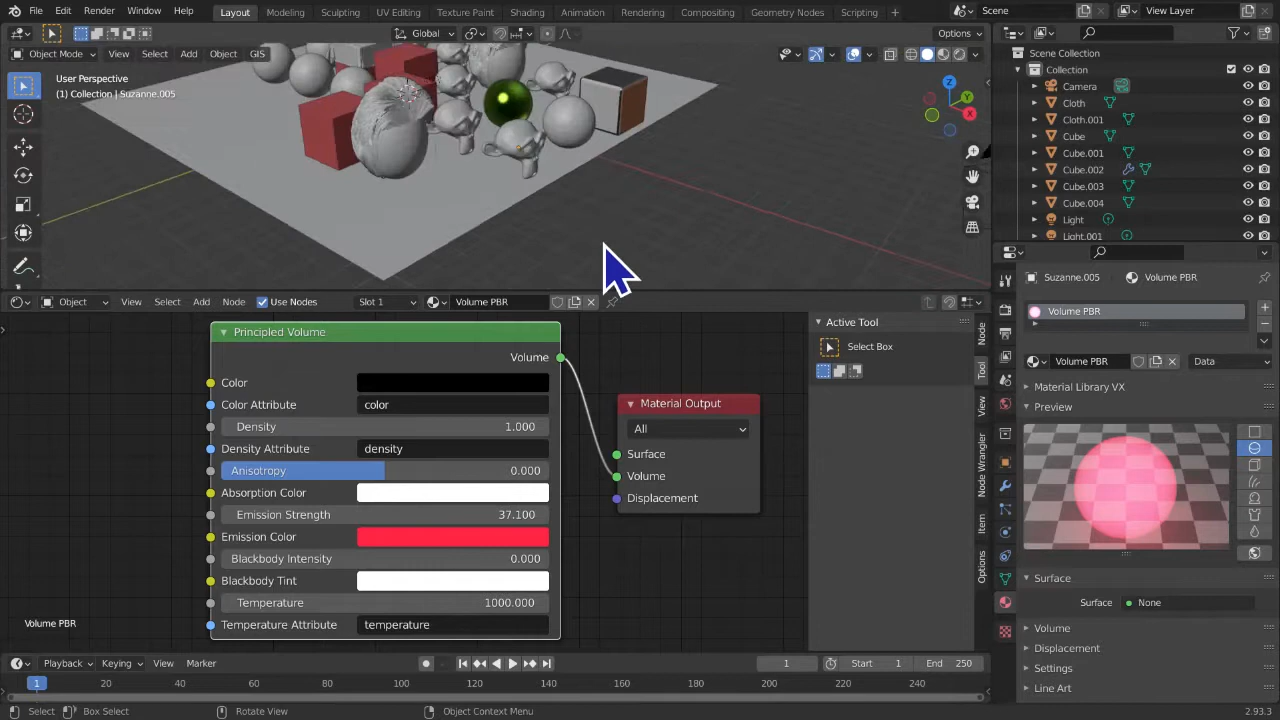 File Edit Render Window Help
Layout Modeling Sculpting UV Editing Texture Paint Shading Animation Rendering Compositing Geometry Nodes Scripting +
Scene
View Layer
Global
Options
Object Mode View Select Add Object GIS
User Perspective
(1) Collection | Suzanne.005
Z
Y
X
Scene Collection
Collection
Camera
Cloth
Cloth.001
Cube
Cube.001
Cube.002
Cube.003
Cube.004
Light
Light.001
Object View Select Add Node Use Nodes Slot 1 Volume PBR
Principled Volume
Volume
Color
Color Attribute color
Density 1.000
Density Attribute density
Anisotropy 0.000
Absorption Color
Emission Strength 37.100
Emission Color
Blackbody Intensity 0.000
Blackbody Tint
Temperature 1000.000
Temperature Attribute temperature
Material Output
All
Surface
Volume
Displacement
Volume PBR
Active Tool
Select Box
Node
Tool
View
Node Wrangler
Item
Options
Suzanne.005 Volume PBR
Volume PBR
Volume PBR Data
Material Library VX
Preview
Surface
Surface None
Volume
Displacement
Settings
Line Art
Playback Keying View Marker 1 Start 1 End 250
1 20 40 60 80 100 120 140 160 180 200 220 240
Select Box Select Rotate View Object Context Menu 2.93.3